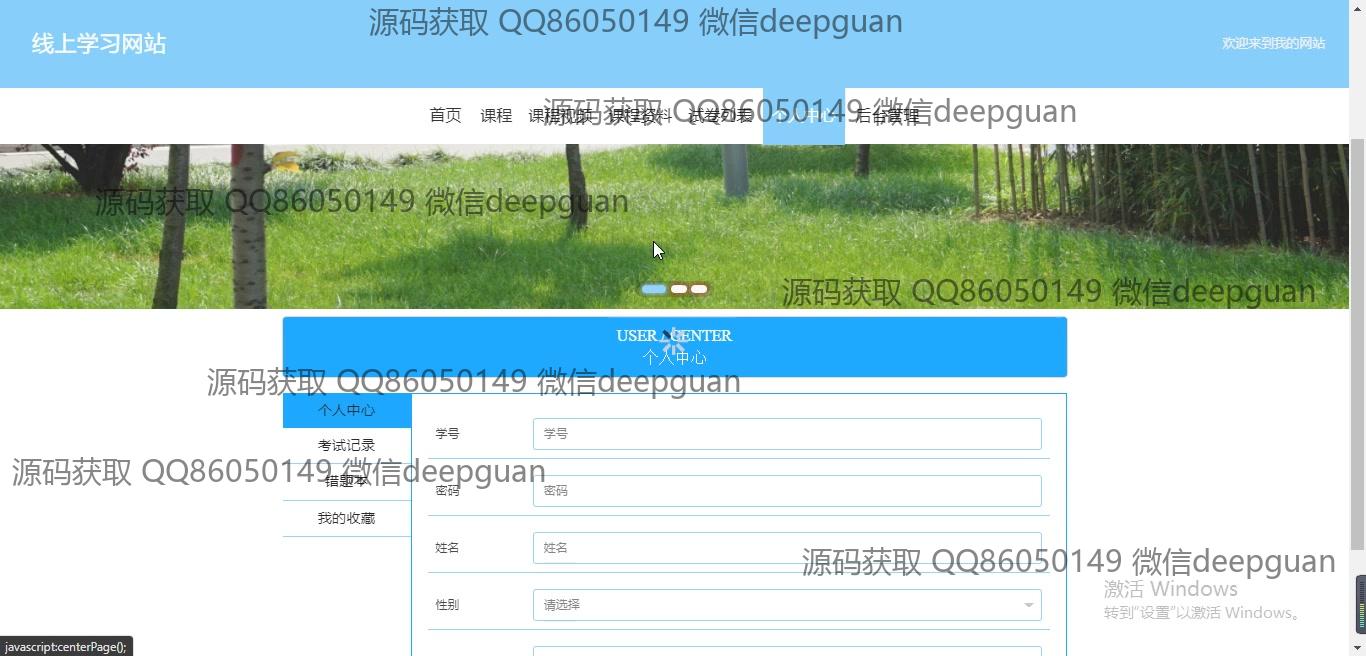 源码获取 QQ86050149 微信deepguan
线上学习网站
欢迎来到我的网站
首页 课程 课程视频 课程资料 试卷列表 个人中心 后台管理
源码获取 QQ86050149 微信deepguan
源码获取 QQ86050149 微信deepguan
源码获取 QQ86050149 微信deepguan
USER / CENTER
个人中心
源码获取 QQ86050149 微信deepguan
个人中心
考试记录
错题本
我的收藏
源码获取 QQ86050149 微信deepguan
学号 学号
密码 密码
姓名 姓名
源码获取 QQ86050149 微信deepguan
性别 请选择
激活 Windows
转到"设置"以激活 Windows。
javascript:centerPage();